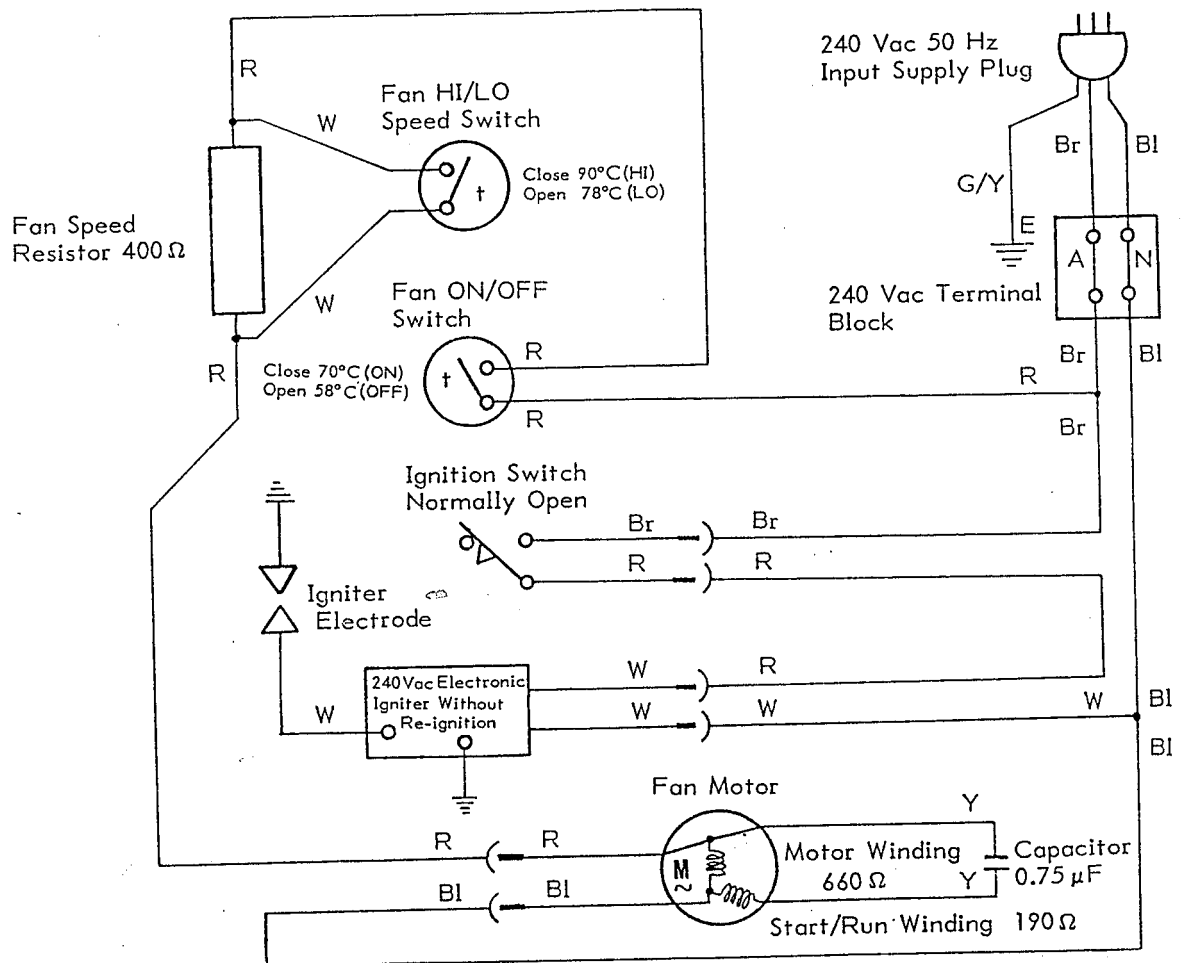 240 Vac 50 Hz
Input Supply Plug
R
W
Fan HI/LO
Speed Switch
Close 90°C(HI)
Open 78°C(LO)
t
Br
Bl
G/Y
E
A
N
Fan Speed
Resistor 400Ω
W
Fan ON/OFF
Switch
240 Vac Terminal
Block
R
Close 70°C(ON)
Open 58°C(OFF)
t
R
R
R
Br
Bl
Br
Ignition Switch
Normally Open
Br
Br
R
R
Igniter
Electrode
W
R
240Vac Electronic
Igniter Without
Re-ignition
W
W
W
W
Bl
Bl
Fan Motor
Y
R
R
M
~
Motor Winding
660Ω
Y
Capacitor
0.75µF
Bl
Bl
Start/Run Winding 190Ω